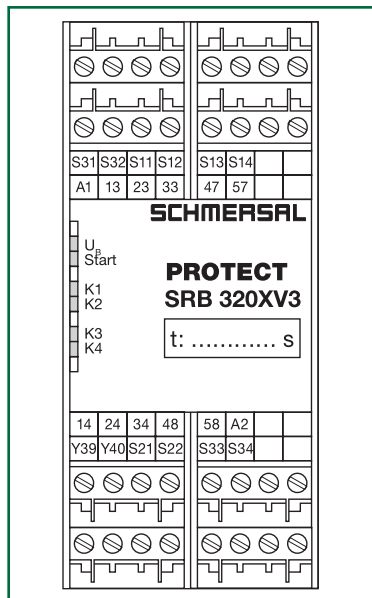 S31 S32 S11 S12 S13 S14
A1 13 23 33 47 57
SCHMERSAL
UB
Start
K1
K2
K3
K4
PROTECT
SRB 320XV3
t: ............ s
14 24 34 48 58 A2
Y39 Y40 S21 S22 S33 S34